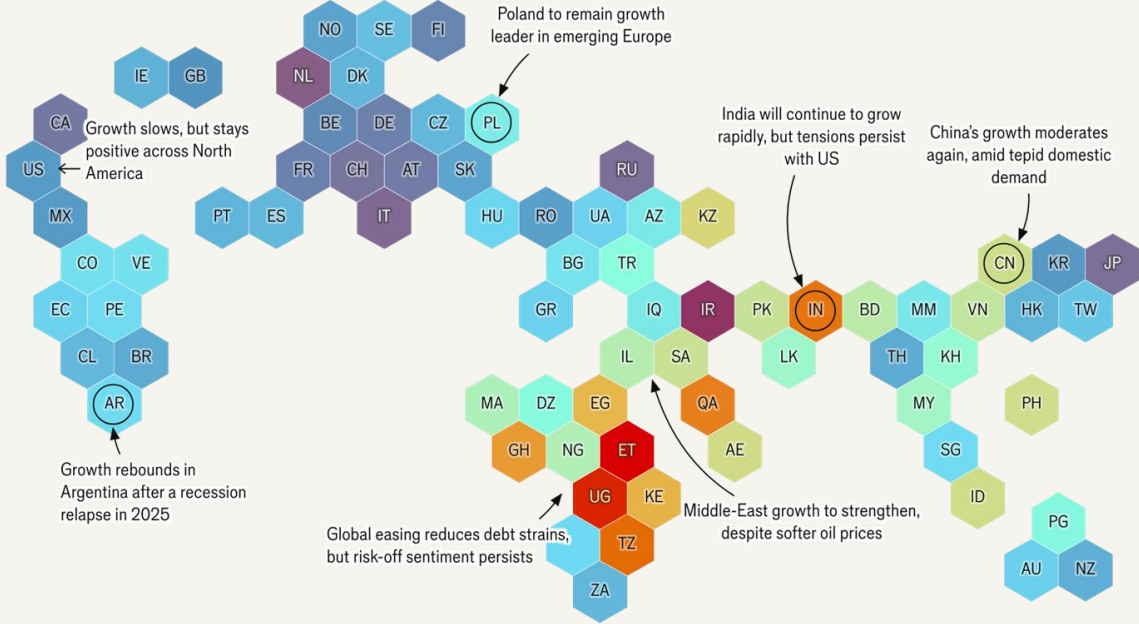 Poland to remain growth
leader in emerging Europe
NO SE FI
IE GB
NL DK
CA
Growth slows, but stays
positive across North
America
BE DE CZ PL
India will continue to grow
rapidly, but tensions persist
with US
China's growth moderates
again, amid tepid domestic
demand
US
FR CH AT SK
RU
MX
PT ES
IT
HU RO UA AZ KZ
CO VE
BG TR
CN KR JP
EC PE
GR
IQ IR PK IN BD MM VN HK TW
CL BR
IL SA
LK
TH KH
AR
MA DZ EG
QA
MY
PH
Growth rebounds in
Argentina after a recession
relapse in 2025
GH NG ET
AE
SG
UG KE
ID
Global easing reduces debt strains,
but risk-off sentiment persists
Middle-East growth to strengthen,
despite softer oil prices
PG
TZ
AU NZ
ZA